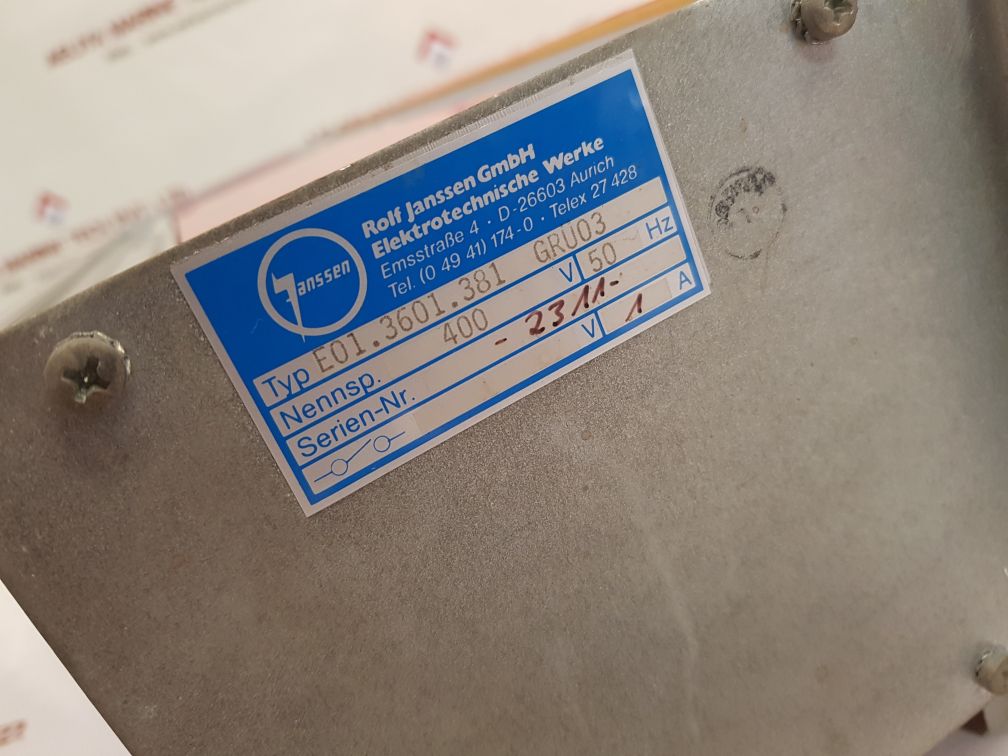 Janssen
Rolf Janssen GmbH
Elektrotechnische Werke
Emsstraße 4 · D-26603 Aurich
Tel. (0 49 41) 174-0 · Telex 27 428
Typ E01.3601.381 GRU03
Nennsp. 400 V 50 Hz
Serien-Nr. - 2311-
V 1 A